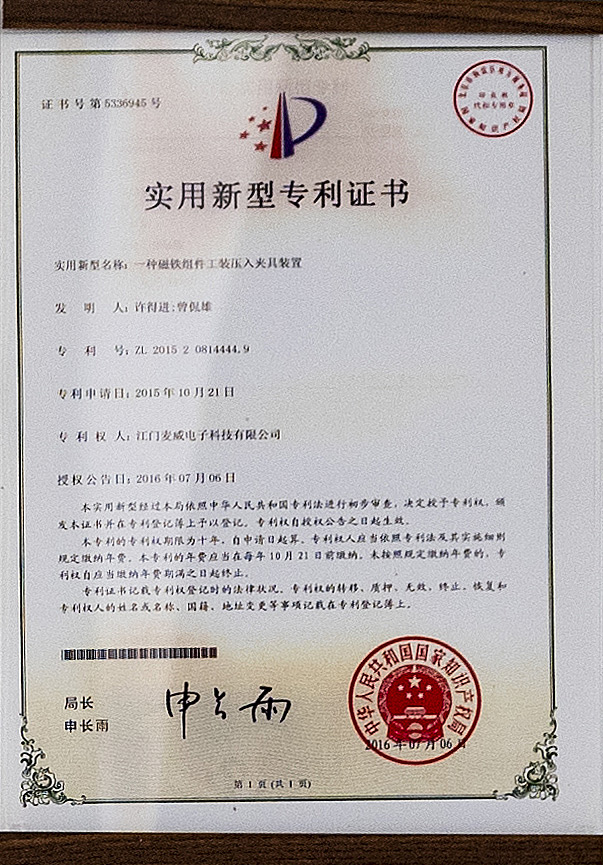 证书号第5336945号
实用新型专利证书
实用新型名称：一种磁铁组件工装压入夹具装置
发 明 人：许得进;曾侃雄
专 利 号：ZL 2015 2 0814444.9
专利申请日：2015年10月21日
专 利 权 人：江门麦威电子科技有限公司
授权公告日：2016年07月06日
本实用新型经过本局依照中华人民共和国专利法进行初步审查，决定授予专利权，颁
发本证书并在专利登记簿上予以登记。专利权自授权公告之日起生效。
本专利的专利权期限为十年，自申请日起算。专利权人应当依照专利法及其实施细则
规定缴纳年费。本专利的年费应当在每年10月21日前缴纳。未按照规定缴纳年费的，专
利权自应当缴纳年费期满之日起终止。
专利证书记载专利权登记时的法律状况。专利权的转移、质押、无效、终止、恢复和
专利权人的姓名或名称、国籍、地址变更等事项记载在专利登记簿上。
局长
申长雨
申长雨
中华人民共和国国家知识产权局
2016年07月06日
第 1 页 (共 1 页)